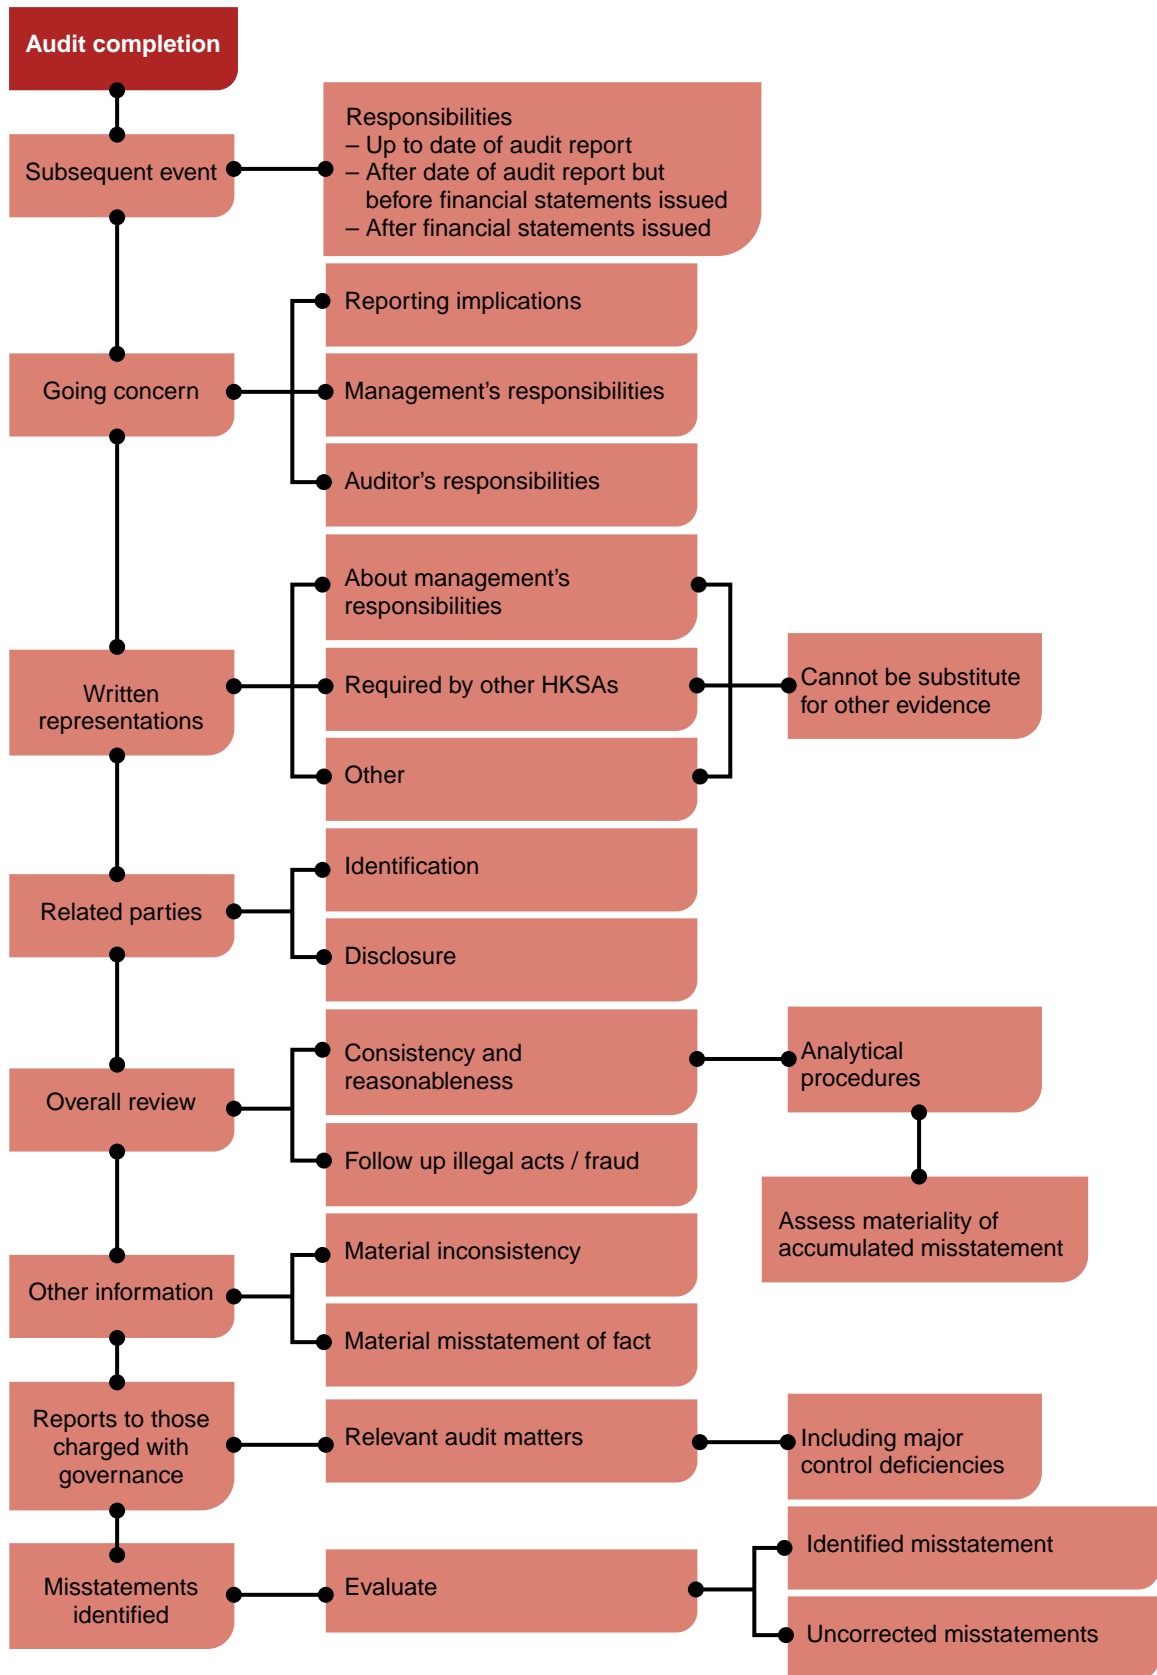 Audit completion
Subsequent event
Responsibilities
– Up to date of audit report
– After date of audit report but
before financial statements issued
– After financial statements issued
Going concern
Reporting implications
Management’s responsibilities
Auditor’s responsibilities
Written
representations
About management’s
responsibilities
Required by other HKSAs
Other
Cannot be substitute
for other evidence
Related parties
Identification
Disclosure
Overall review
Consistency and
reasonableness
Follow up illegal acts / fraud
Analytical
procedures
Assess materiality of
accumulated misstatement
Other information
Material inconsistency
Material misstatement of fact
Reports to those
charged with
governance
Relevant audit matters
Including major
control deficiencies
Misstatements
identified
Evaluate
Identified misstatement
Uncorrected misstatements